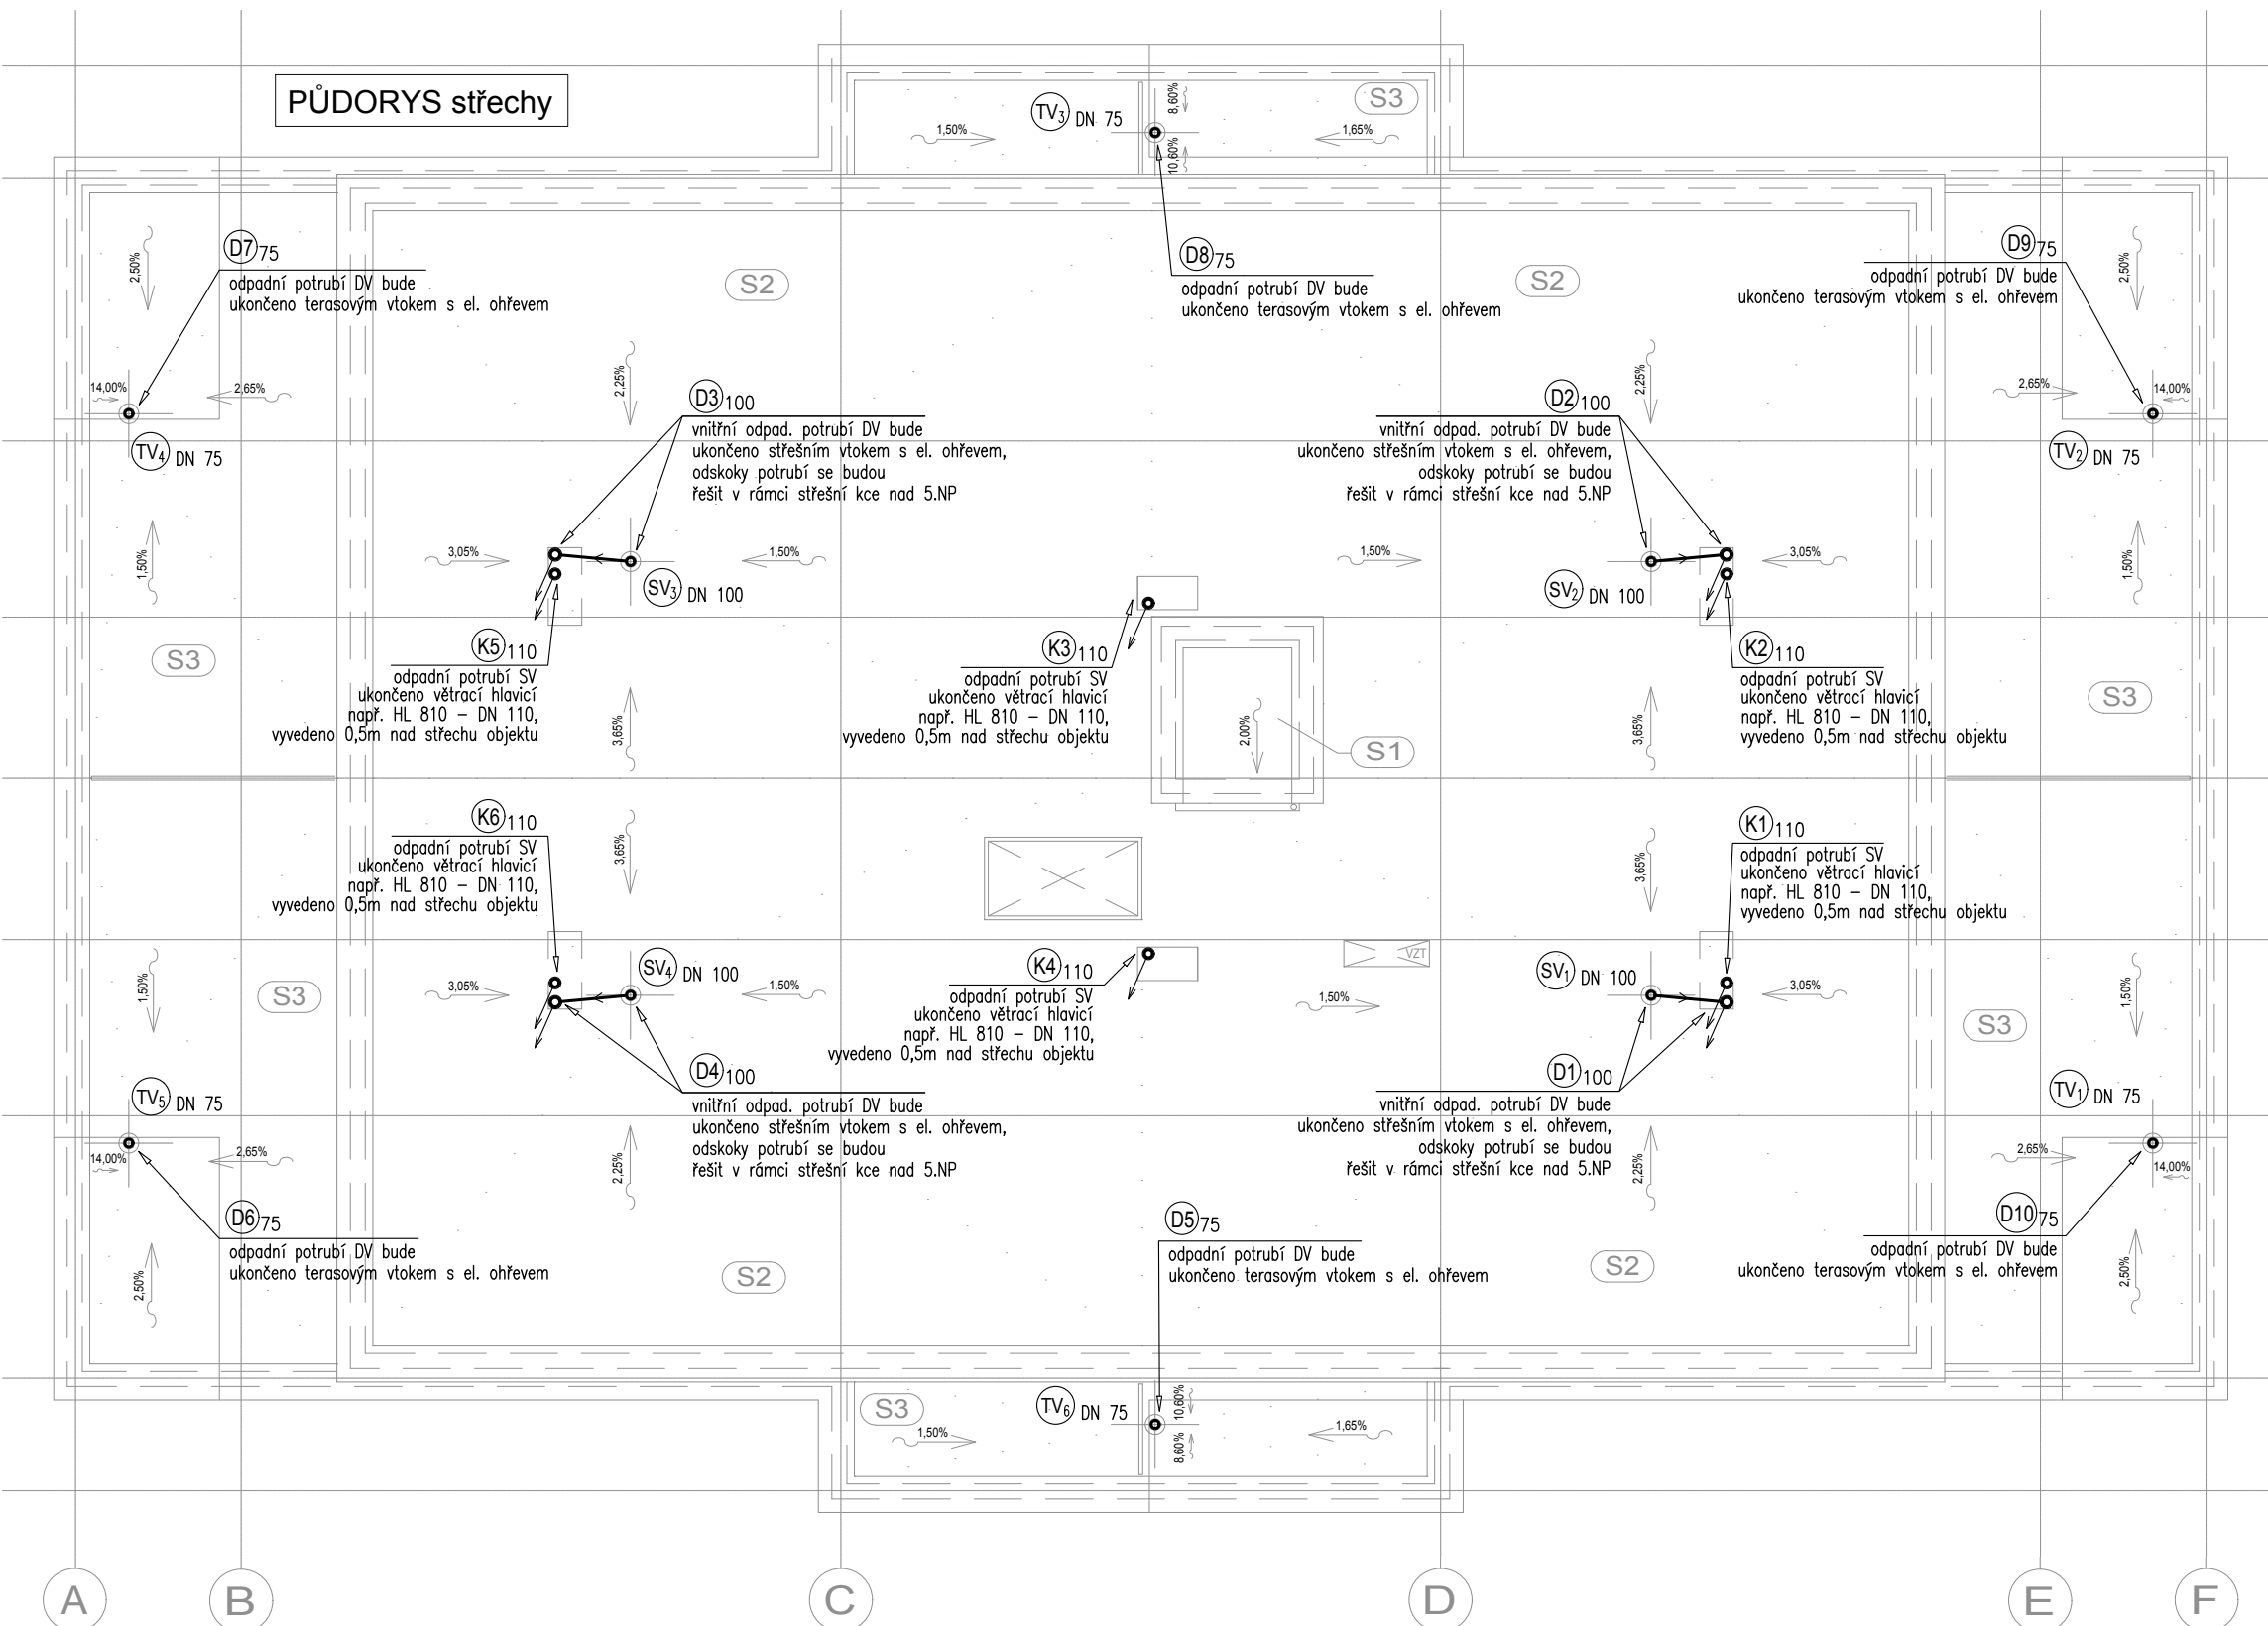 PŮDORYS střechy
TV3 DN 75
8,60%
10,60%
1,50%
1,65%
S3
D7 75
odpadní potrubí DV bude
ukončeno terasovým vtokem s el. ohřevem
2,50%
14,00%
2,65%
TV4 DN 75
S2
D8 75
odpadní potrubí DV bude
ukončeno terasovým vtokem s el. ohřevem
S2
D9 75
odpadní potrubí DV bude
ukončeno terasovým vtokem s el. ohřevem
2,50%
2,65%
14,00%
TV2 DN 75
2,25%
D3 100
vnitřní odpad. potrubí DV bude
ukončeno střešním vtokem s el. ohřevem,
odskoky potrubí se budou
řešit v rámci střešní kce nad 5.NP
2,25%
D2 100
vnitřní odpad. potrubí DV bude
ukončeno střešním vtokem s el. ohřevem,
odskoky potrubí se budou
řešit v rámci střešní kce nad 5.NP
1,50%
3,05%
1,50%
SV3 DN 100
1,50%
SV2 DN 100
3,05%
1,50%
S3
K5 110
odpadní potrubí SV
ukončeno větrací hlavicí
např. HL 810 – DN 110,
vyvedeno 0,5m nad střechu objektu
3,65%
K3 110
odpadní potrubí SV
ukončeno větrací hlavicí
např. HL 810 – DN 110,
vyvedeno 0,5m nad střechu objektu
2,00%
S1
3,65%
K2 110
odpadní potrubí SV
ukončeno větrací hlavicí
např. HL 810 – DN 110,
vyvedeno 0,5m nad střechu objektu
S3
K6 110
odpadní potrubí SV
ukončeno větrací hlavicí
např. HL 810 – DN 110,
vyvedeno 0,5m nad střechu objektu
3,65%
3,65%
K1 110
odpadní potrubí SV
ukončeno větrací hlavicí
např. HL 810 – DN 110,
vyvedeno 0,5m nad střechu objektu
1,50%
S3
3,05%
SV4 DN 100
1,50%
K4 110
odpadní potrubí SV
ukončeno větrací hlavicí
např. HL 810 – DN 110,
vyvedeno 0,5m nad střechu objektu
VZT
1,50%
SV1 DN 100
3,05%
S3
1,50%
TV5 DN 75
14,00%
2,65%
D4 100
vnitřní odpad. potrubí DV bude
ukončeno střešním vtokem s el. ohřevem,
odskoky potrubí se budou
řešit v rámci střešní kce nad 5.NP
2,25%
D1 100
vnitřní odpad. potrubí DV bude
ukončeno střešním vtokem s el. ohřevem,
odskoky potrubí se budou
řešit v rámci střešní kce nad 5.NP
2,25%
TV1 DN 75
2,65%
14,00%
D6 75
odpadní potrubí DV bude
ukončeno terasovým vtokem s el. ohřevem
2,50%
S2
D5 75
odpadní potrubí DV bude
ukončeno terasovým vtokem s el. ohřevem
S2
D10 75
odpadní potrubí DV bude
ukončeno terasovým vtokem s el. ohřevem
2,50%
S3
1,50%
TV6 DN 75
10,60%
8,60%
1,65%
A B C D E F